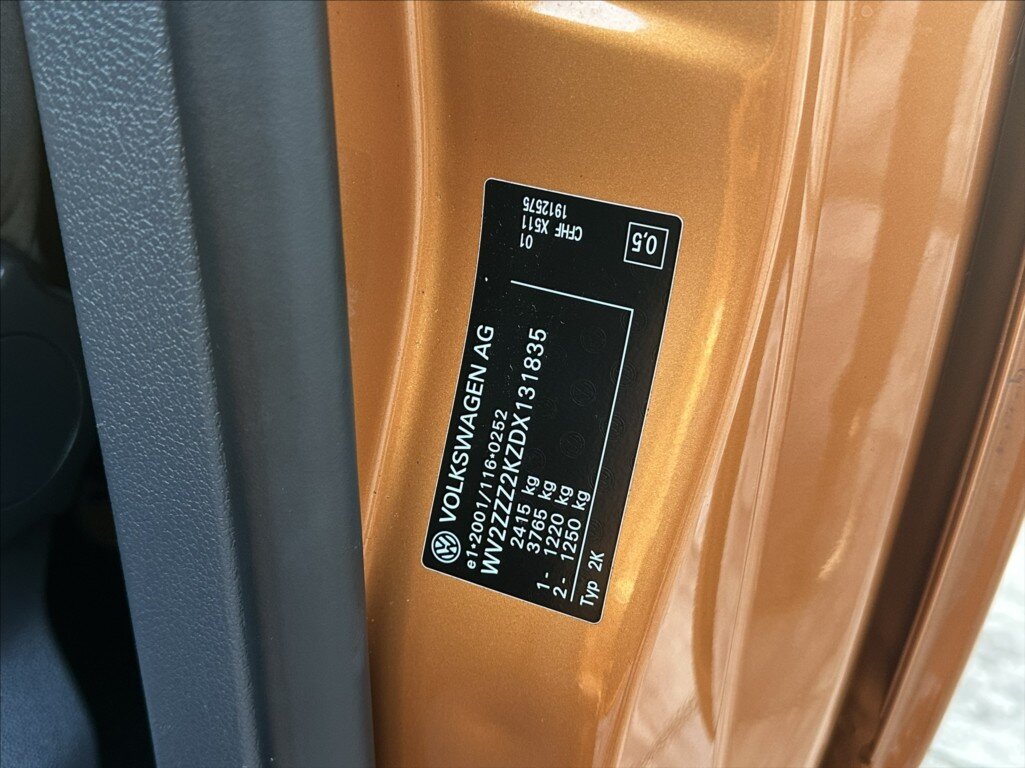 VOLKSWAGEN AG
e1*2001/116*0252
WV2ZZZ2KZDX131835
2415 kg
3765 kg
1- 1220 kg
2- 1250 kg
Typ 2K
01
CFHF X511
1912575
0,5